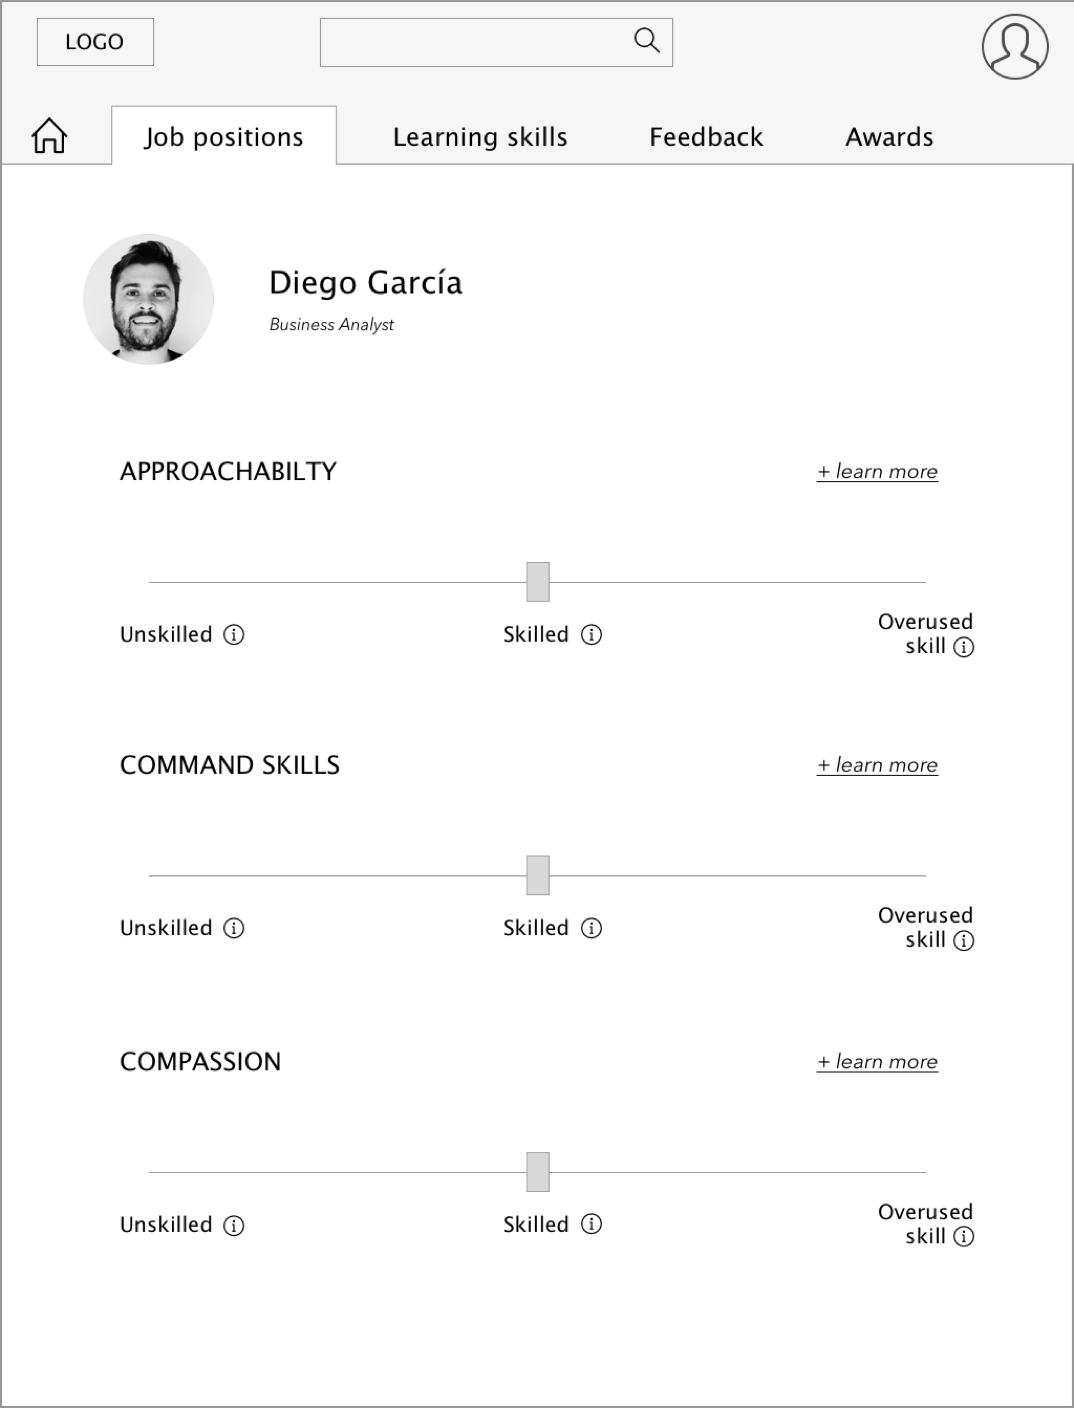 LOGO
Job positions Learning skills Feedback Awards
Diego García
Business Analyst
APPROACHABILTY + learn more
Unskilled Skilled Overused
skill
COMMAND SKILLS + learn more
Unskilled Skilled Overused
skill
COMPASSION + learn more
Unskilled Skilled Overused
skill